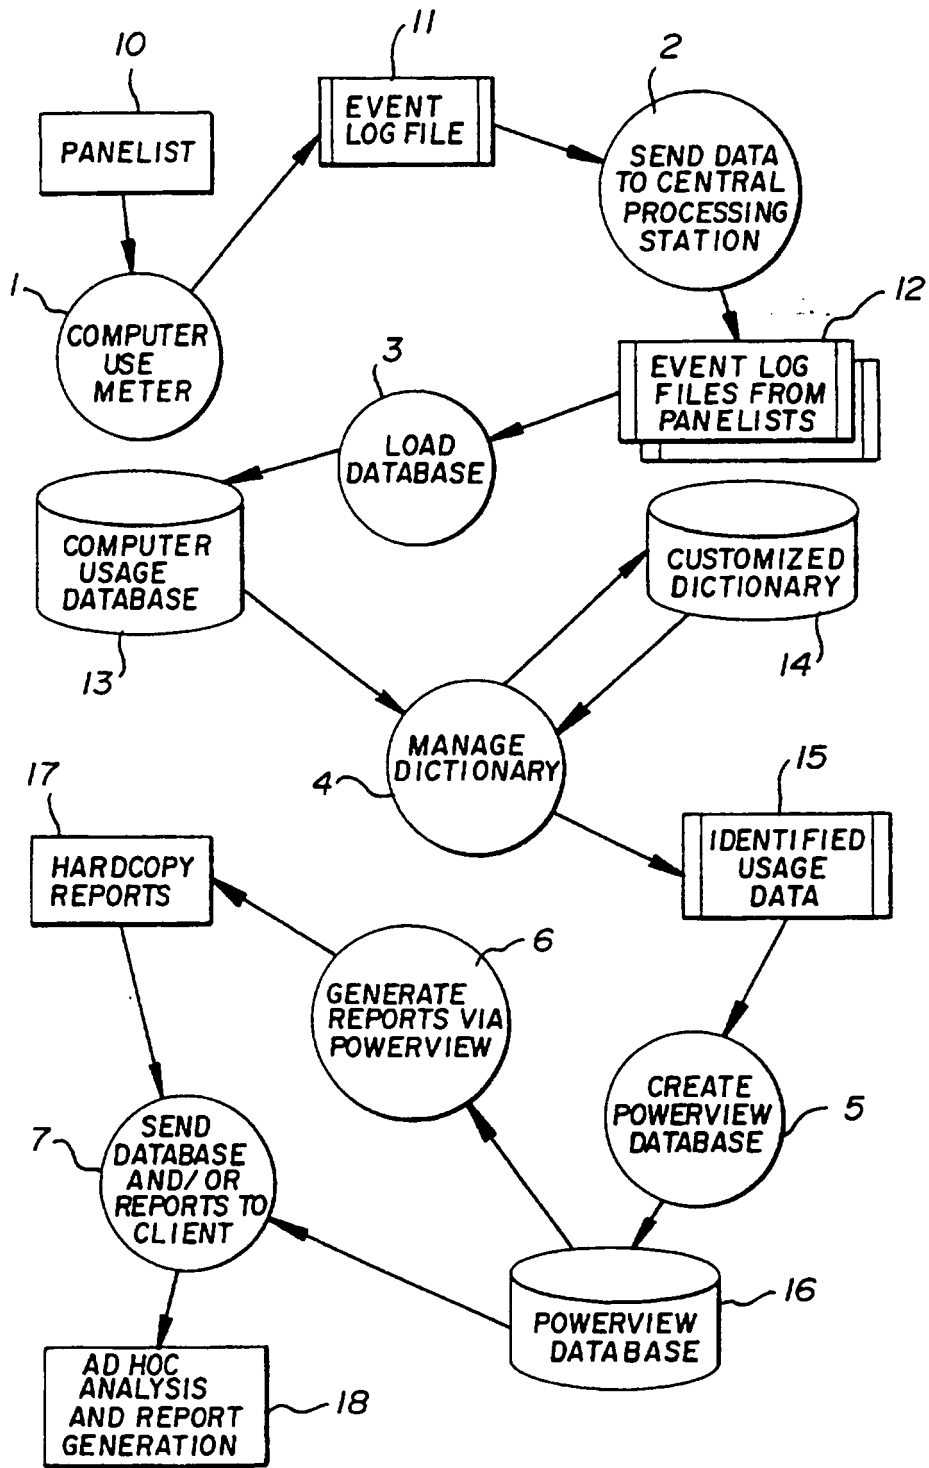 11
10
2
EVENT
LOG FILE
PANELIST
SEND DATA
TO CENTRAL
PROCESSING
STATION
1
12
COMPUTER
USE
METER
3
EVENT LOG
FILES FROM
PANELISTS
LOAD
DATABASE
COMPUTER
USAGE
DATABASE
CUSTOMIZED
DICTIONARY
13
14
MANAGE
DICTIONARY
4
17
15
HARDCOPY
REPORTS
IDENTIFIED
USAGE
DATA
6
GENERATE
REPORTS VIA
POWERVIEW
CREATE
POWERVIEW
DATABASE
5
7
SEND
DATABASE
AND/OR
REPORTS TO
CLIENT
16
POWERVIEW
DATABASE
AD HOC
ANALYSIS
AND REPORT
GENERATION
18